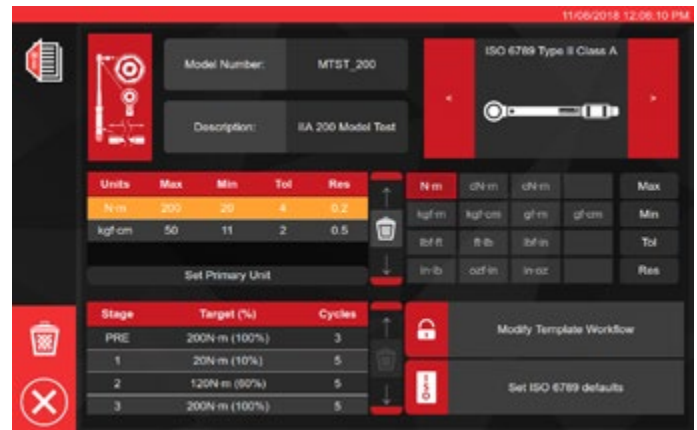 11/06/2018 12:06:10 PM
ISO 6789 Type II Class A
Model Number: MTST_200
< >
Description: IIA 200 Model Test
Units Max Min Tol Res
N·m 200 20 4 0.2
kgf·cm 50 11 2 0.5
Set Primary Unit
N·m cN·m dN·m Max
kgf·m kgf·cm gf·m gf·cm Min
lbf·ft ft·lb lbf·in Tol
in·lb ozf·in in·oz Res
Stage Target (%) Cycles
PRE 200N·m (100%) 3
1 20N·m (10%) 5
2 120N·m (60%) 5
3 200N·m (100%) 5
Modify Template Workflow
ISO
Set ISO 6789 defaults